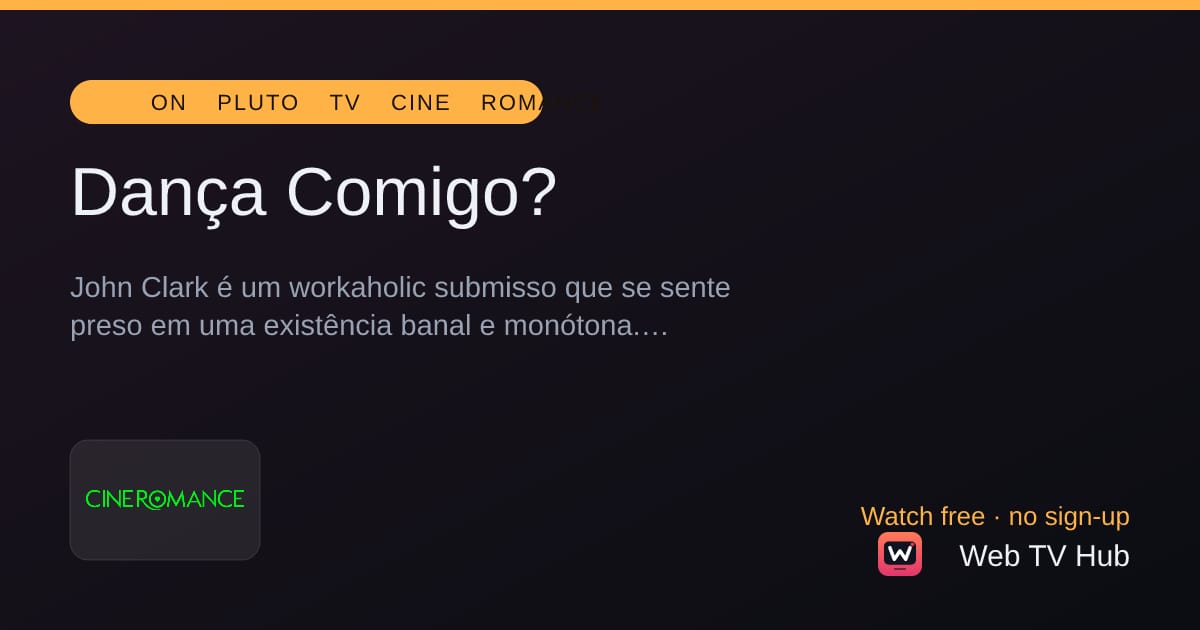 ON PLUTO TV CINE ROMANCE
Dança Comigo?
John Clark é um workaholic submisso que se sente
preso em uma existência banal e monótona.…
CINEROMANCE
Watch free · no sign-up
W
Web TV Hub